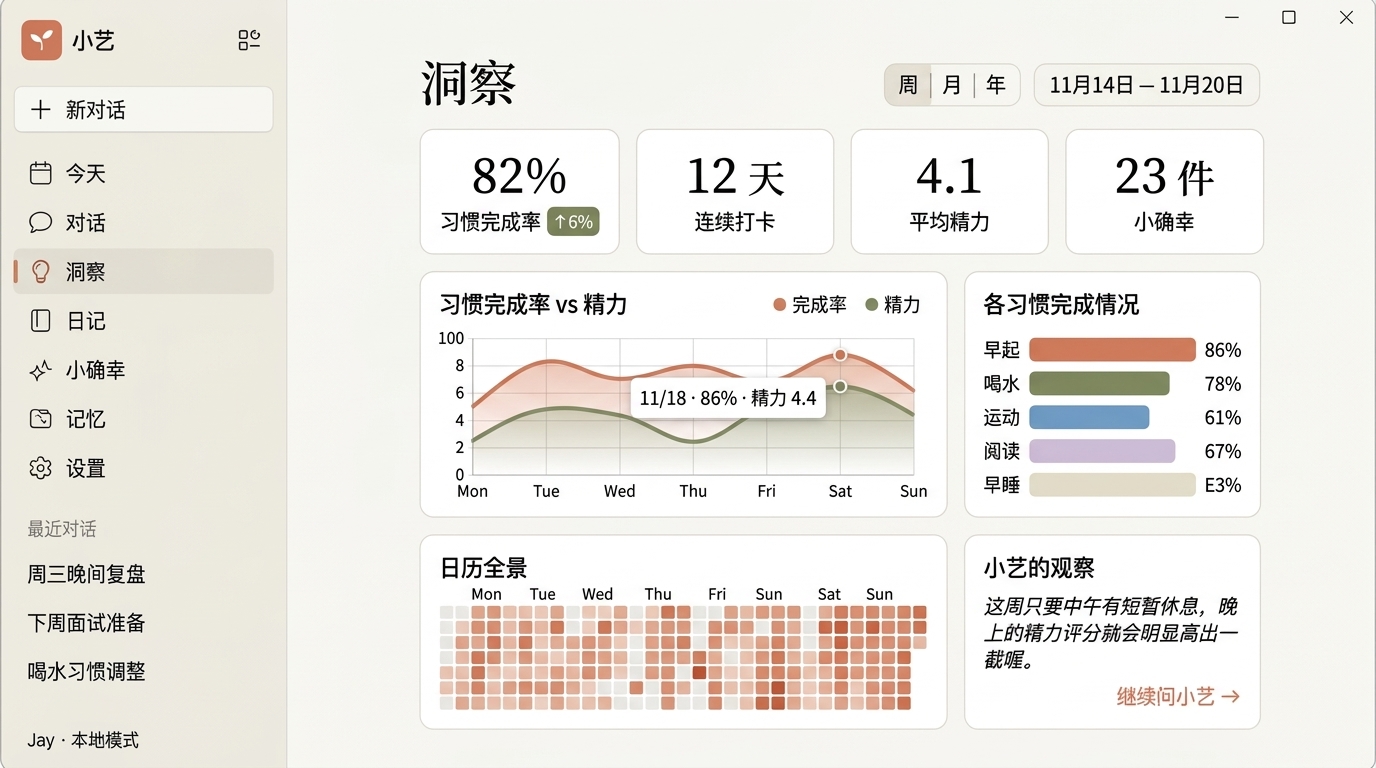 小艺
新对话
今天
对话
洞察
日记
小确幸
记忆
设置
最近对话
周三晚间复盘
下周面试准备
喝水习惯调整
Jay · 本地模式
洞察
周 月 年
11月14日 — 11月20日
82%
习惯完成率 ↑6%
12 天
连续打卡
4.1
平均精力
23 件
小确幸
习惯完成率 vs 精力
完成率 精力
100
8
6
4
2
0
11/18 · 86% · 精力 4.4
Mon Tue Wed Thu Fri Sat Sun
各习惯完成情况
早起 86%
喝水 78%
运动 61%
阅读 67%
早睡 E3%
日历全景
Mon Tue Wed Thu Fri Sun Sat Sun
小艺的观察
这周只要中午有短暂休息，晚
上的精力评分就会明显高出一
截喔。
继续问小艺 →